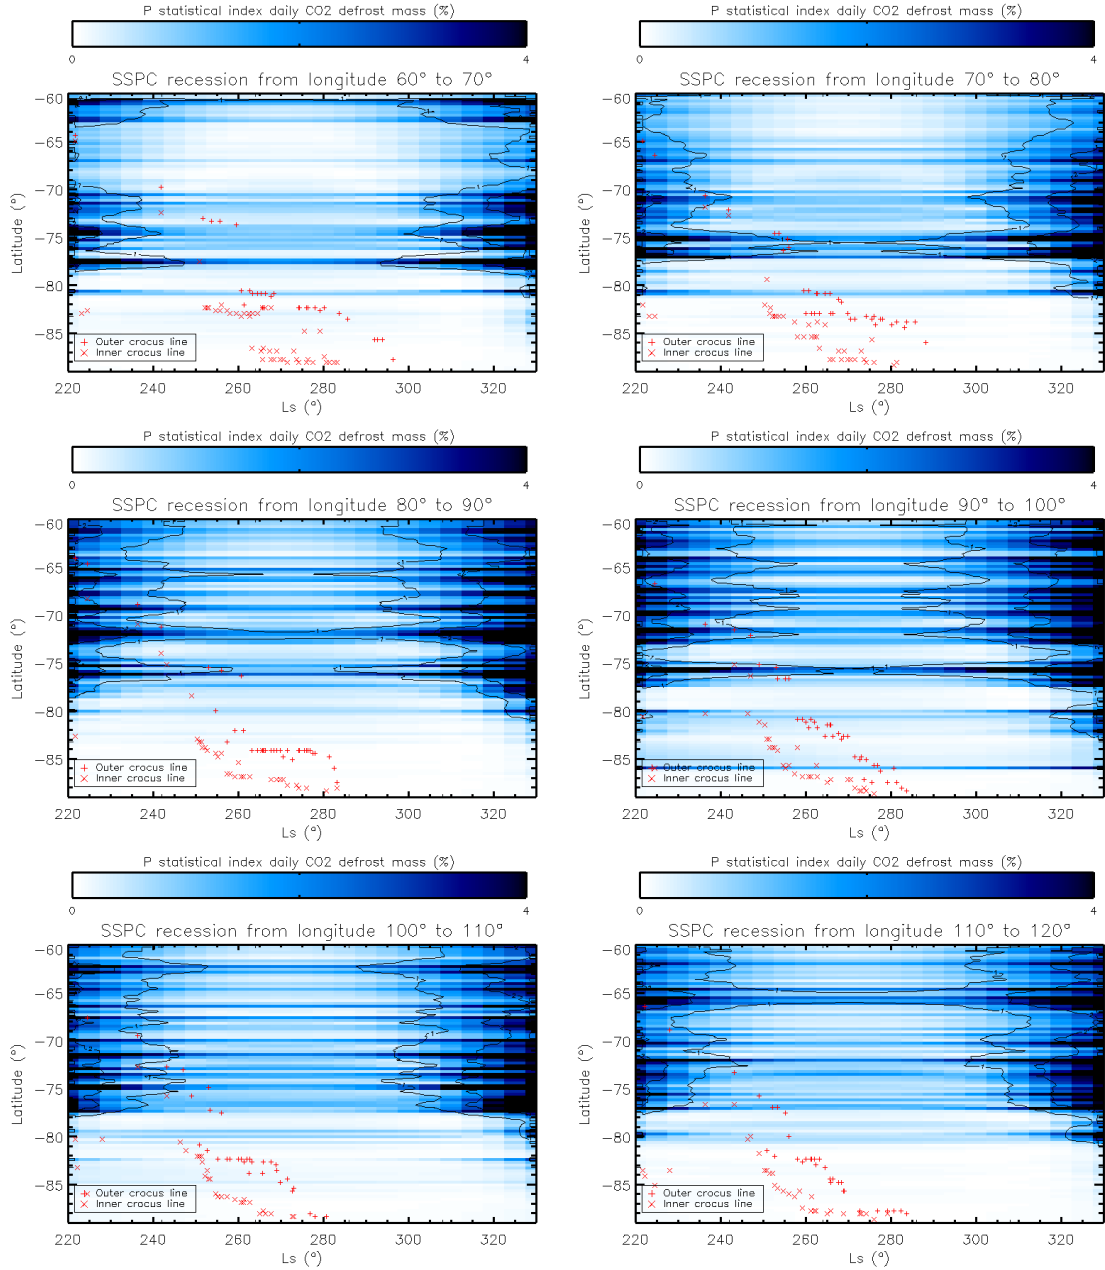 P statistical index daily CO2 defrost mass (%)
0 4
SSPC recession from longitude 60° to 70°
−60
−65
−70
−75
−80
−85
Latitude (°)
+ Outer crocus line
× Inner crocus line
220 240 260 280 300 320
Ls (°)
P statistical index daily CO2 defrost mass (%)
0 4
SSPC recession from longitude 70° to 80°
−60
−65
−70
−75
−80
−85
Latitude (°)
+ Outer crocus line
× Inner crocus line
220 240 260 280 300 320
Ls (°)
P statistical index daily CO2 defrost mass (%)
0 4
SSPC recession from longitude 80° to 90°
−60
−65
−70
−75
−80
−85
Latitude (°)
+ Outer crocus line
× Inner crocus line
220 240 260 280 300 320
Ls (°)
P statistical index daily CO2 defrost mass (%)
0 4
SSPC recession from longitude 90° to 100°
−60
−65
−70
−75
−80
−85
Latitude (°)
+ Outer crocus line
× Inner crocus line
220 240 260 280 300 320
Ls (°)
P statistical index daily CO2 defrost mass (%)
0 4
SSPC recession from longitude 100° to 110°
−60
−65
−70
−75
−80
−85
Latitude (°)
+ Outer crocus line
× Inner crocus line
220 240 260 280 300 320
Ls (°)
P statistical index daily CO2 defrost mass (%)
0 4
SSPC recession from longitude 110° to 120°
−60
−65
−70
−75
−80
−85
Latitude (°)
+ Outer crocus line
× Inner crocus line
220 240 260 280 300 320
Ls (°)